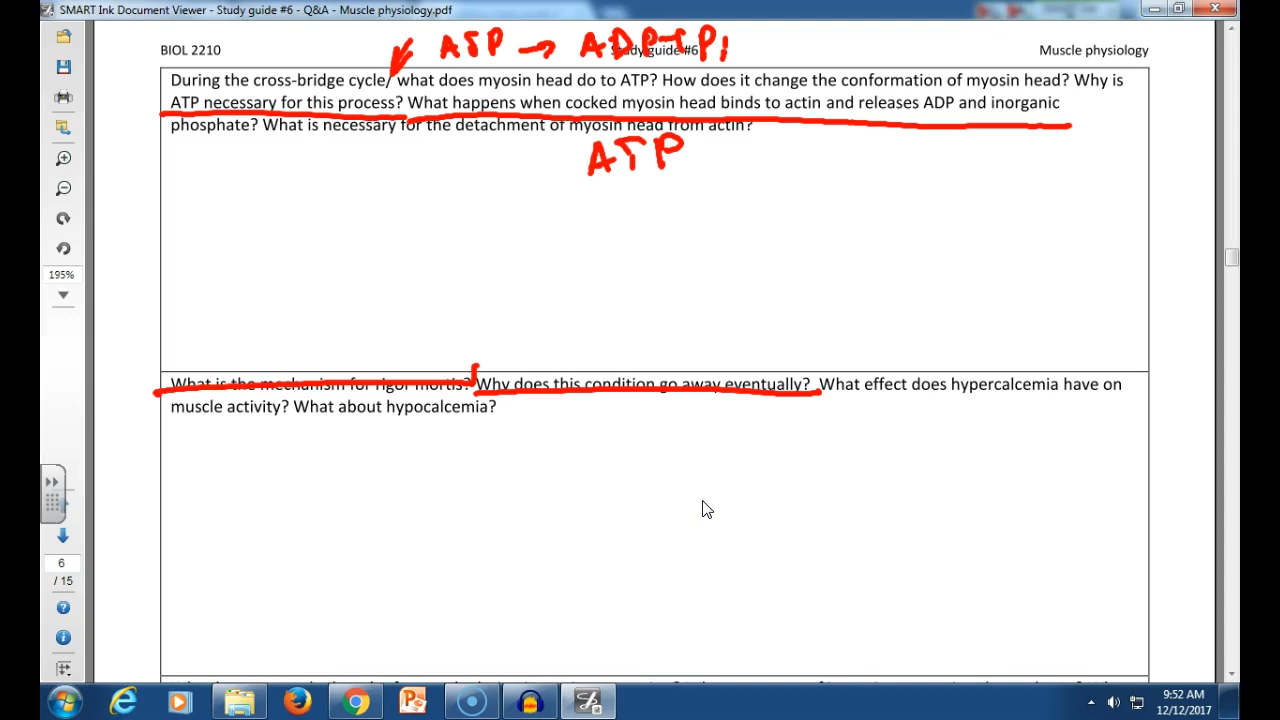 SMART Ink Document Viewer - Study guide #6 - Q&A - Muscle physiology.pdf
ATP → ADP+Pi
BIOL 2210 Study guide #6 Muscle physiology
During the cross-bridge cycle/ what does myosin head do to ATP? How does it change the conformation of myosin head? Why is
ATP necessary for this process? What happens when cocked myosin head binds to actin and releases ADP and inorganic
phosphate? What is necessary for the detachment of myosin head from actin?
ATP
195%
What is the mechanism for rigor mortis? Why does this condition go away eventually? What effect does hypercalcemia have on
muscle activity? What about hypocalcemia?
6
/ 15
9:52 AM
12/12/2017